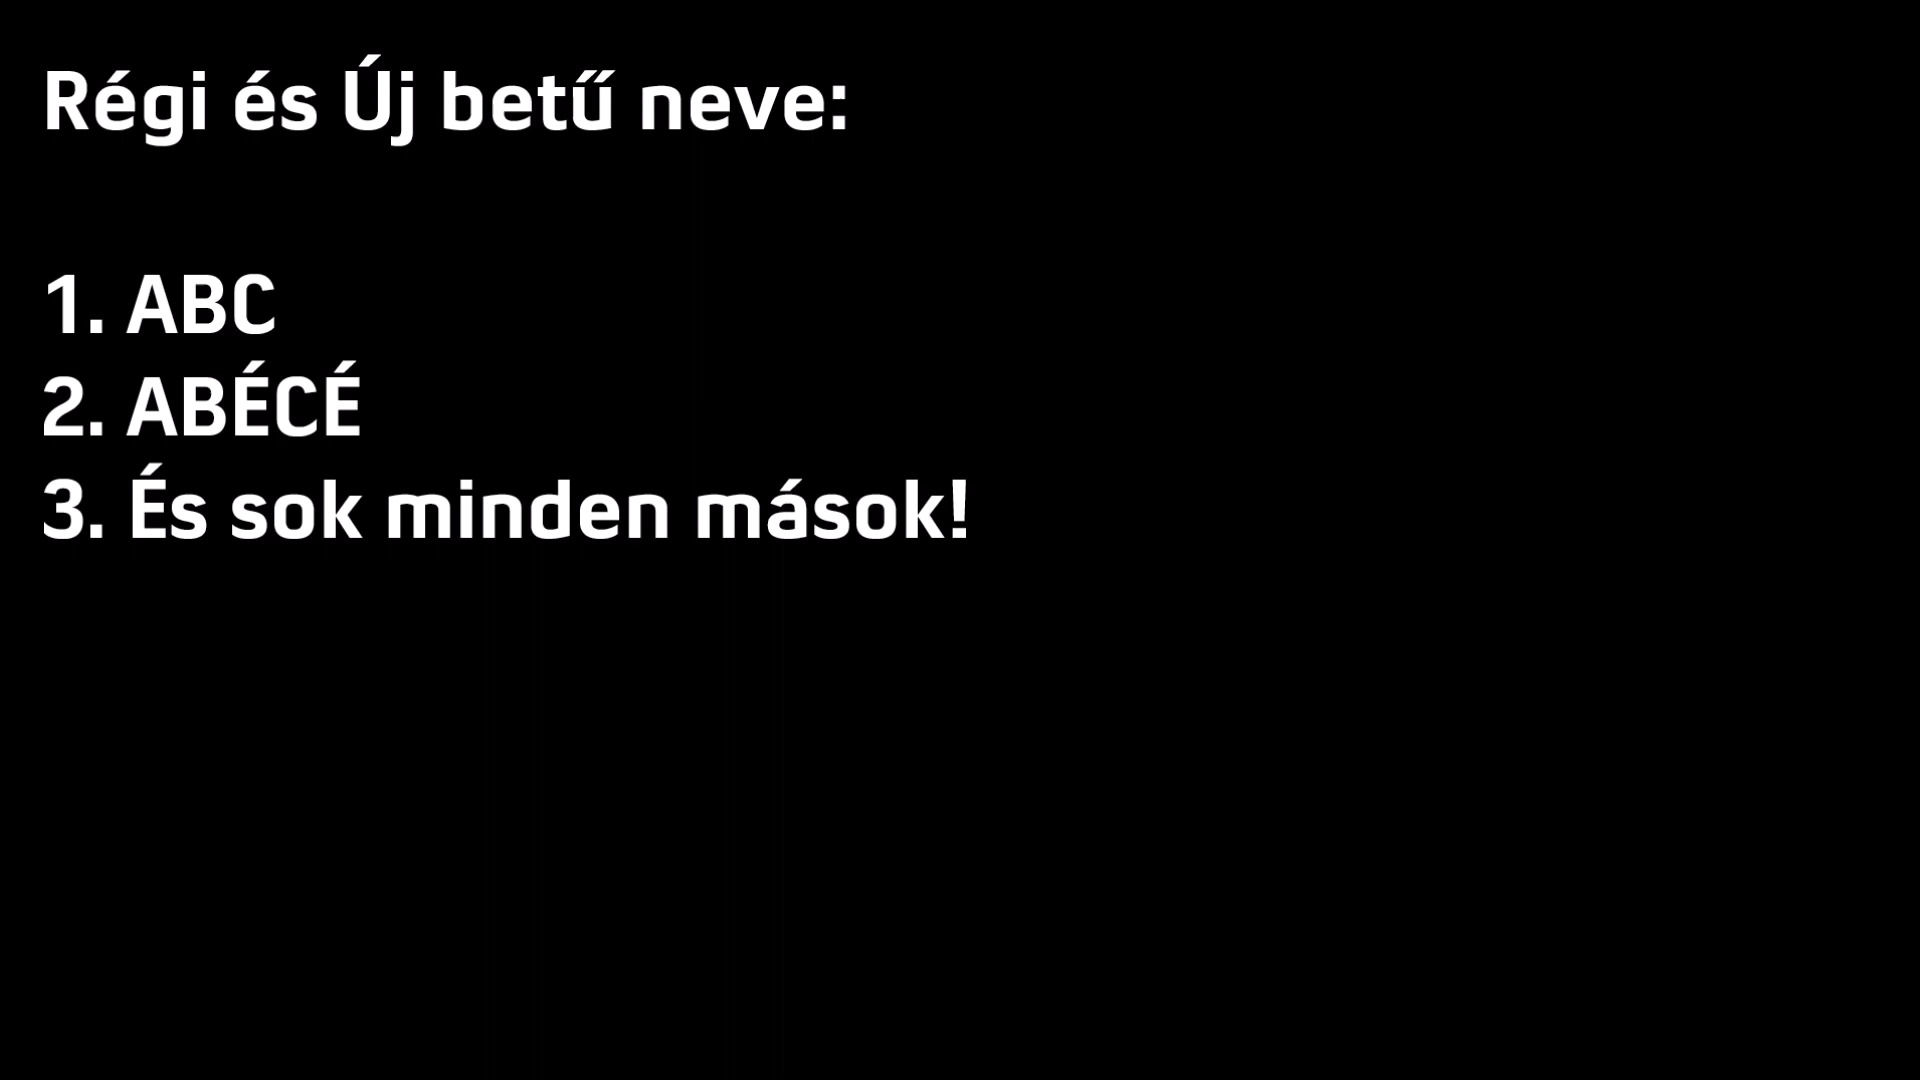 Régi és Új betű neve:
1. ABC
2. ABÉCÉ
3. És sok minden mások!